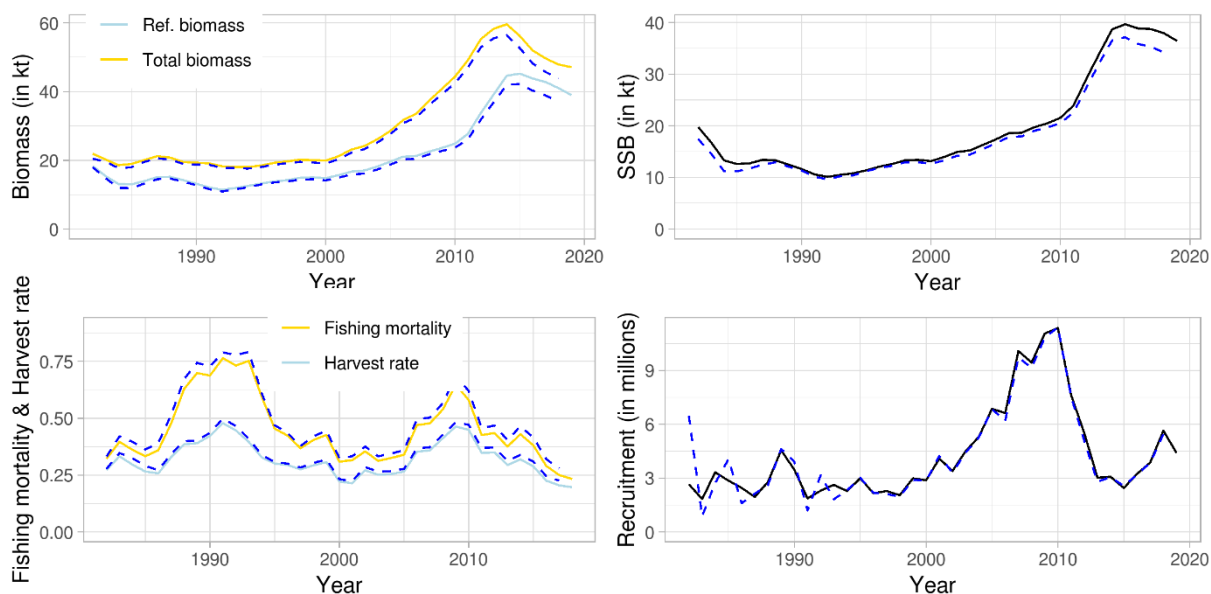 Biomass (in kt)
60
40
20
0
Ref. biomass
Total biomass
1990
2000
2010
2020
Year
SSB (in kt)
40
30
20
10
0
1990
2000
2010
2020
Year
Fishing mortality & Harvest rate
0.75
0.50
0.25
0.00
Fishing mortality
Harvest rate
1990
2000
2010
Year
Recruitment (in millions)
9
6
3
0
1990
2000
2010
2020
Year